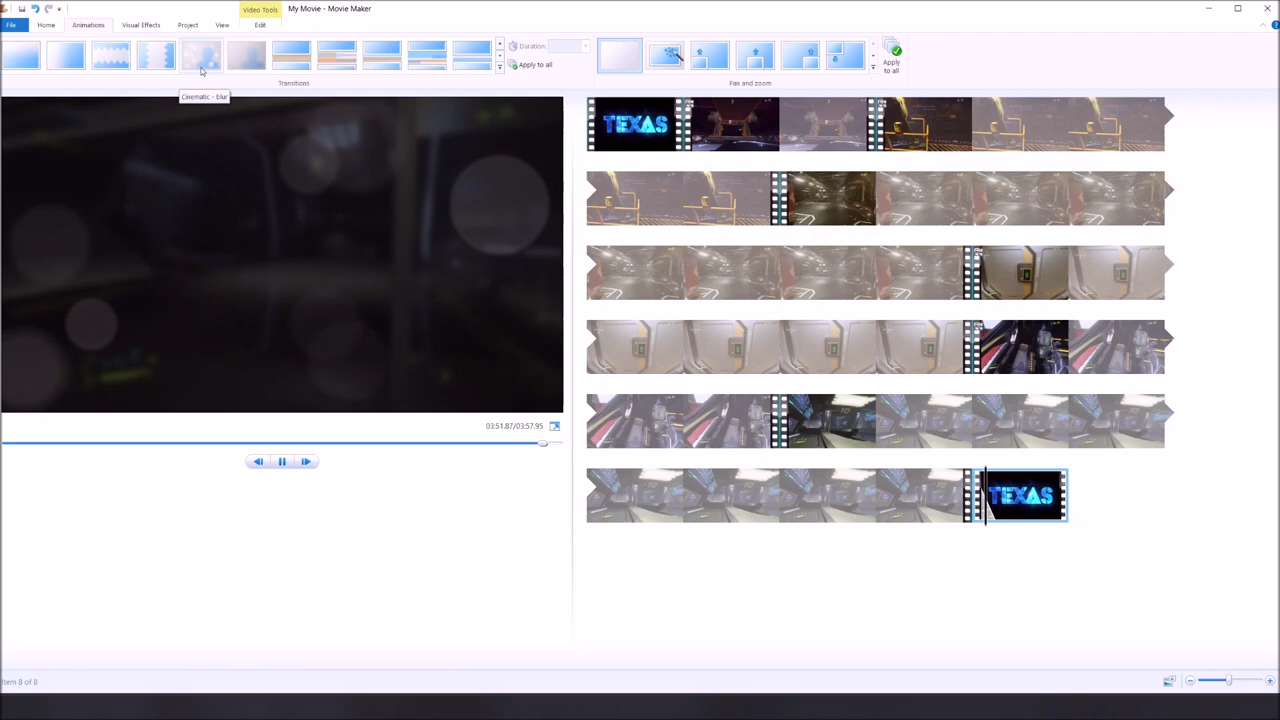 Video Tools
My Movie - Movie Maker
File
Home
Animations
Visual Effects
Project
View
Edit
Duration:
Apply to all
Transitions
Apply
to all
Pan and zoom
Cinematic - blur
TEXAS
03:51.87/03:57.95
TEXAS
Item 8 of 8